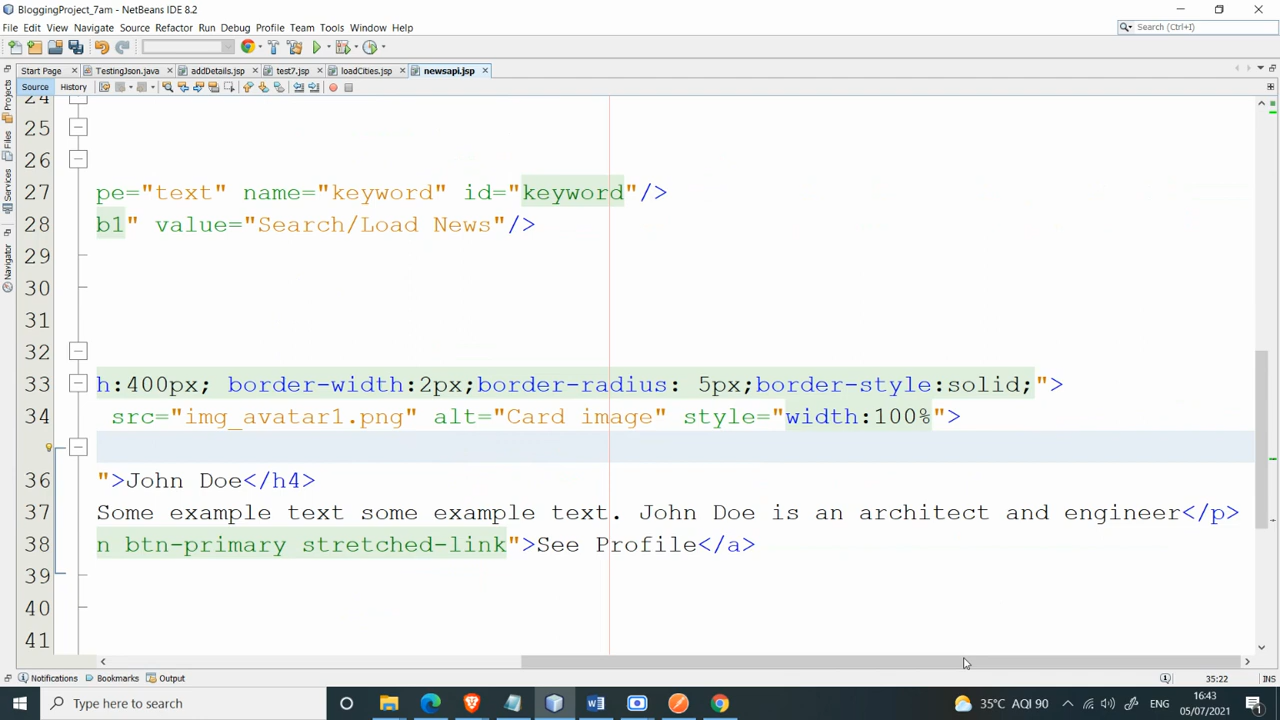 BloggingProject_7am - NetBeans IDE 8.2
File Edit View Navigate Source Refactor Run Debug Profile Team Tools Window Help
Search (Ctrl+I)
Start Page TestingJson.java addDetails.jsp test7.jsp loadCities.jsp newsapi.jsp
Source History
Projects
Files
Services
Navigator
24
25
26
27 pe="text" name="keyword" id="keyword"/>
28 b1" value="Search/Load News"/>
29
30
31
32
33 h:400px; border-width:2px;border-radius: 5px;border-style:solid;">
34 src="img_avatar1.png" alt="Card image" style="width:100%">
36 ">John Doe</h4>
37 Some example text some example text. John Doe is an architect and engineer</p>
38 n btn-primary stretched-link">See Profile</a>
39
40
41
Notifications Bookmarks Output
35:22 INS
Type here to search
35°C AQI 90 ENG
16:43
05/07/2021